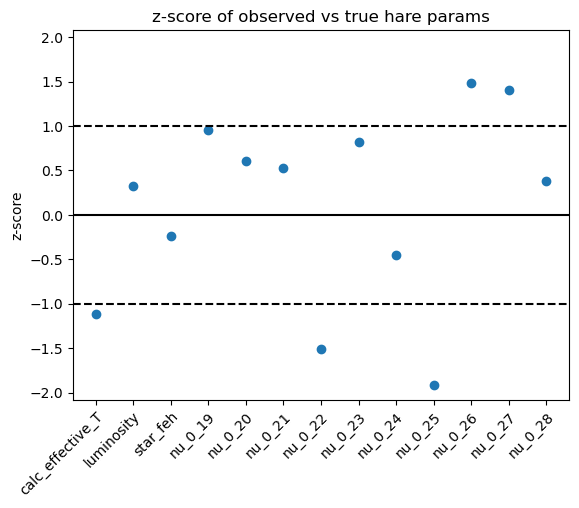 z-score of observed vs true hare params
z-score
2.0
1.5
1.0
0.5
0.0
−0.5
−1.0
−1.5
−2.0
calc_effective_T
luminosity
star_feh
nu_0_19
nu_0_20
nu_0_21
nu_0_22
nu_0_23
nu_0_24
nu_0_25
nu_0_26
nu_0_27
nu_0_28